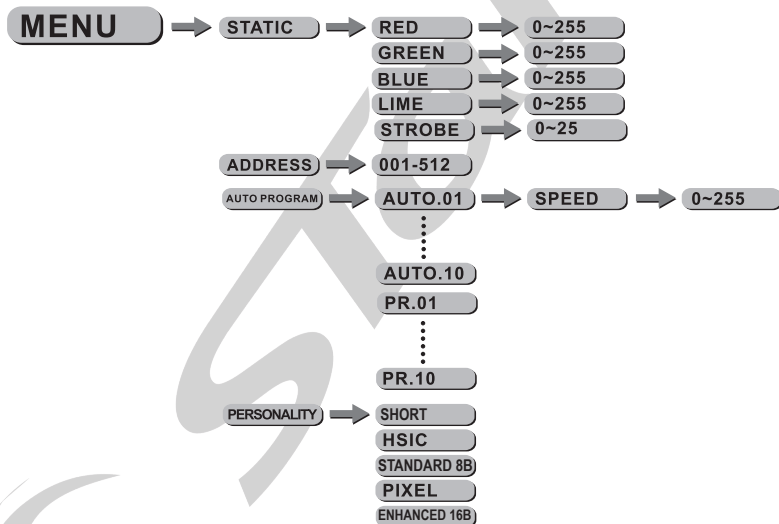 MENU STATIC RED 0~255
GREEN 0~255
BLUE 0~255
LIME 0~255
STROBE 0~25
ADDRESS 001-512
AUTO PROGRAM AUTO.01 SPEED 0~255
AUTO.10
PR.01
PR.10
PERSONALITY SHORT
HSIC
STANDARD 8B
PIXEL
ENHANCED 16B